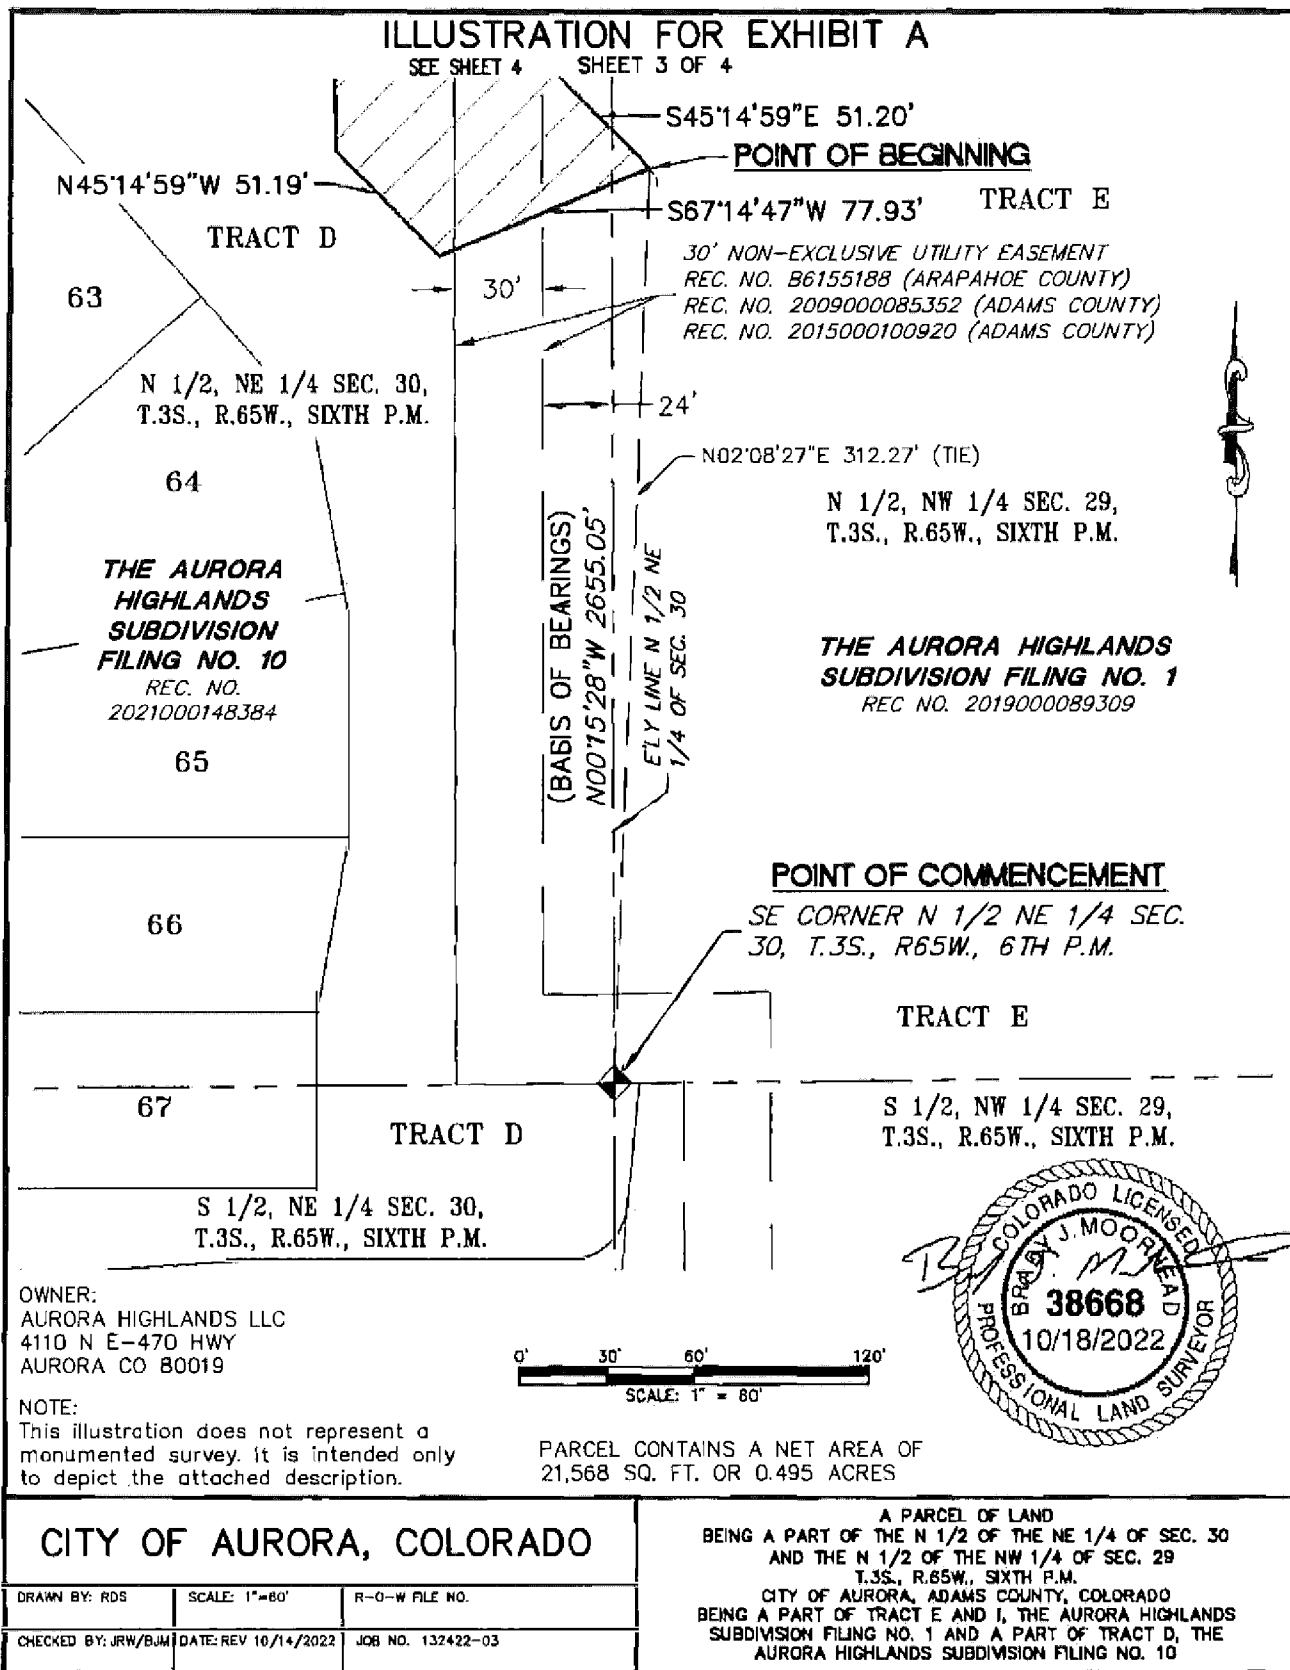 ILLUSTRATION FOR EXHIBIT A
SEE SHEET 4 SHEET 3 OF 4
S45°14'59"E 51.20'
POINT OF BEGINNING
N45°14'59"W 51.19'
TRACT E
S67°14'47"W 77.93'
TRACT D
30' NON-EXCLUSIVE UTILITY EASEMENT
REC. NO. B6155188 (ARAPAHOE COUNTY)
REC. NO. 2009000085352 (ADAMS COUNTY)
REC. NO. 2015000100920 (ADAMS COUNTY)
63
30'
N 1/2, NE 1/4 SEC. 30,
T.3S., R.65W., SIXTH P.M.
24'
N02°08'27"E 312.27' (TIE)
64
N 1/2, NW 1/4 SEC. 29,
T.3S., R.65W., SIXTH P.M.
(BASIS OF BEARINGS)
N00°15'28"W 2655.05'
E'LY LINE N 1/2 NE
1/4 OF SEC. 30
THE AURORA
HIGHLANDS
SUBDIVISION
FILING NO. 10
REC. NO.
2021000148384
THE AURORA HIGHLANDS
SUBDIVISION FILING NO. 1
REC NO. 2019000089309
65
POINT OF COMMENCEMENT
SE CORNER N 1/2 NE 1/4 SEC.
30, T.3S., R65W., 6TH P.M.
66
TRACT E
67
TRACT D
S 1/2, NW 1/4 SEC. 29,
T.3S., R.65W., SIXTH P.M.
S 1/2, NE 1/4 SEC. 30,
T.3S., R.65W., SIXTH P.M.
COLORADO LICENSED
BRADY J. MOORHEAD
38668
10/18/2022
PROFESSIONAL LAND SURVEYOR
OWNER:
AURORA HIGHLANDS LLC
4110 N E-470 HWY
AURORA CO 80019
0' 30' 60' 120'
SCALE: 1" = 60'
NOTE:
This illustration does not represent a
monumented survey. It is intended only
to depict the attached description.
PARCEL CONTAINS A NET AREA OF
21,568 SQ. FT. OR 0.495 ACRES
CITY OF AURORA, COLORADO
DRAWN BY: RDS SCALE: 1"=60' R-O-W FILE NO.
CHECKED BY: JRW/BJM DATE: REV 10/14/2022 JOB NO. 132422-03
A PARCEL OF LAND
BEING A PART OF THE N 1/2 OF THE NE 1/4 OF SEC. 30
AND THE N 1/2 OF THE NW 1/4 OF SEC. 29
T.3S., R.65W., SIXTH P.M.
CITY OF AURORA, ADAMS COUNTY, COLORADO
BEING A PART OF TRACT E AND I, THE AURORA HIGHLANDS
SUBDIVISION FILING NO. 1 AND A PART OF TRACT D, THE
AURORA HIGHLANDS SUBDIVISION FILING NO. 10